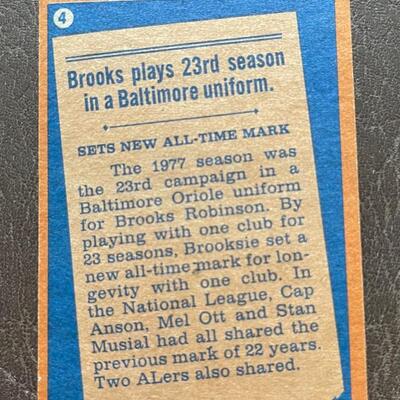 4
Brooks plays 23rd season
in a Baltimore uniform.
SETS NEW ALL-TIME MARK
The 1977 season was
the 23rd campaign in a
Baltimore Oriole uniform
for Brooks Robinson. By
playing with one club for
23 seasons, Brooksie set a
new all-time mark for lon-
gevity with one club. In
the National League, Cap
Anson, Mel Ott and Stan
Musial had all shared the
previous mark of 22 years.
Two ALers also shared.